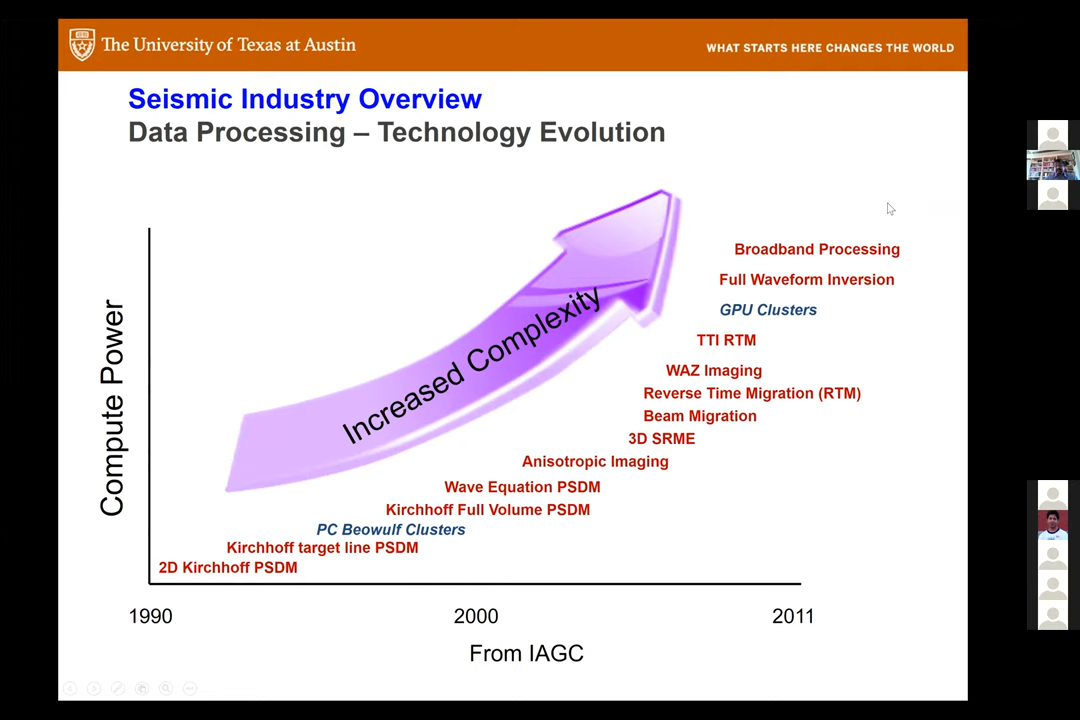 The University of Texas at Austin
WHAT STARTS HERE CHANGES THE WORLD
Seismic Industry Overview
Data Processing – Technology Evolution
Compute Power
Increased Complexity
Broadband Processing
Full Waveform Inversion
GPU Clusters
TTI RTM
WAZ Imaging
Reverse Time Migration (RTM)
Beam Migration
3D SRME
Anisotropic Imaging
Wave Equation PSDM
Kirchhoff Full Volume PSDM
PC Beowulf Clusters
Kirchhoff target line PSDM
2D Kirchhoff PSDM
1990
2000
2011
From IAGC